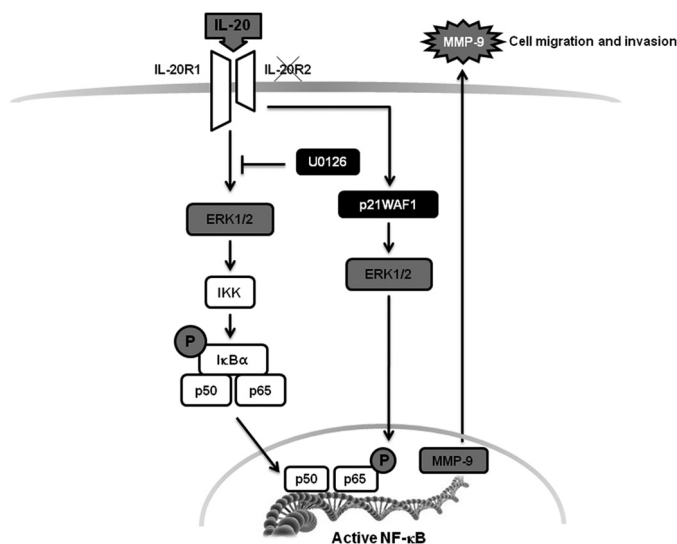 IL-20
MMP-9
Cell migration and invasion
IL-20R1
IL-20R2
U0126
p21WAF1
ERK1/2
ERK1/2
IKK
P
IκBα
p50
p65
P
MMP-9
p50
p65
Active NF-κB